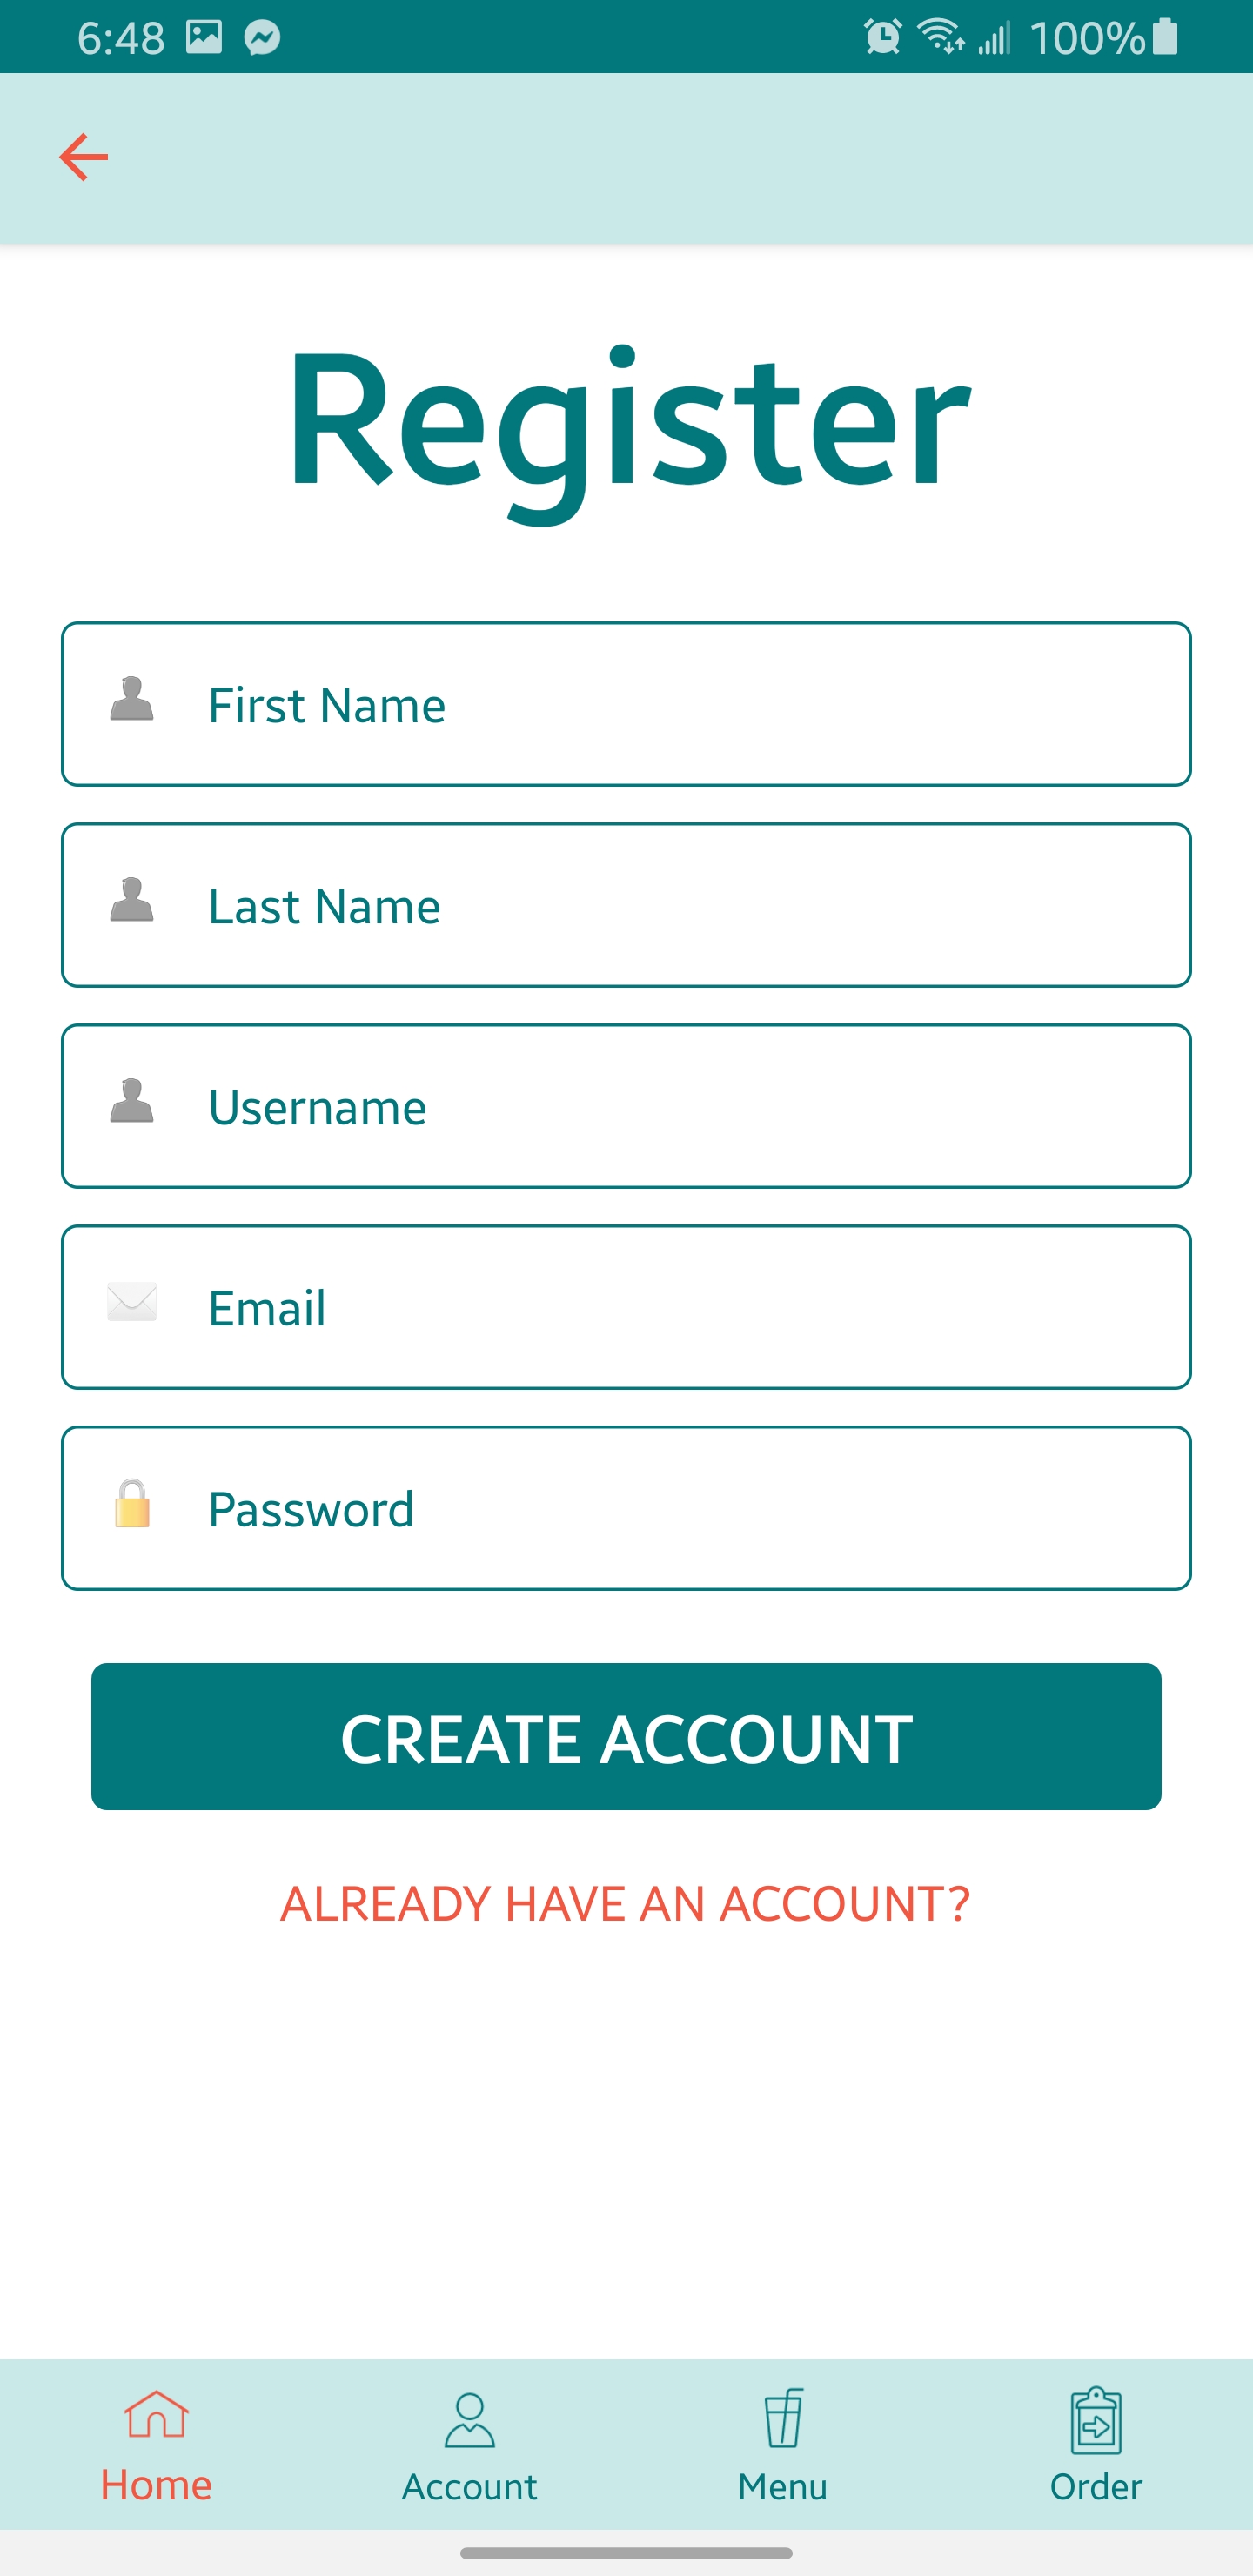 6:48 100%
Register
First Name
Last Name
Username
Email
Password
CREATE ACCOUNT
ALREADY HAVE AN ACCOUNT?
Home Account Menu Order